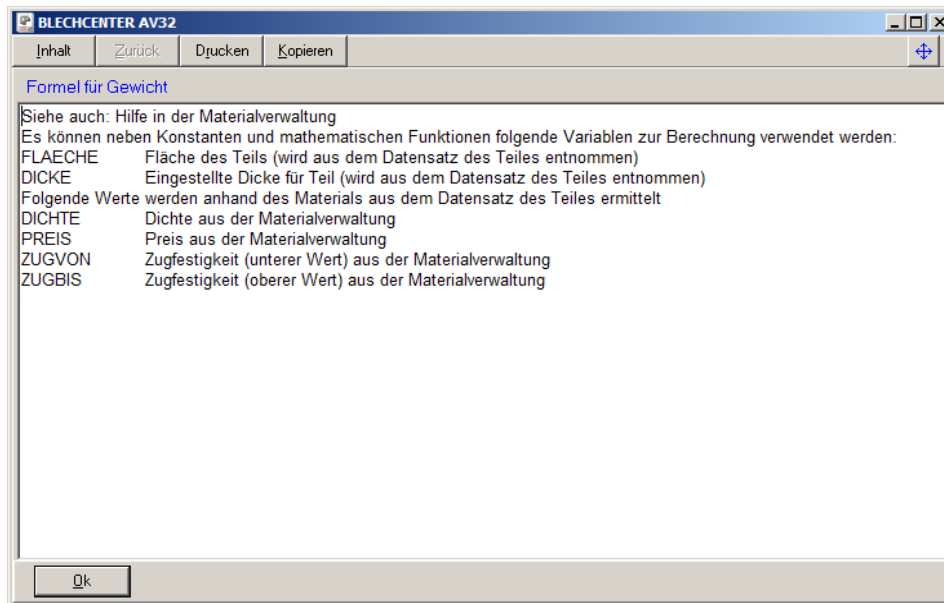 BLECHCENTER AV32
Inhalt Zurück Drucken Kopieren
Formel für Gewicht
Siehe auch: Hilfe in der Materialverwaltung
Es können neben Konstanten und mathematischen Funktionen folgende Variablen zur Berechnung verwendet werden:
FLAECHE Fläche des Teils (wird aus dem Datensatz des Teiles entnommen)
DICKE Eingestellte Dicke für Teil (wird aus dem Datensatz des Teiles entnommen)
Folgende Werte werden anhand des Materials aus dem Datensatz des Teiles ermittelt
DICHTE Dichte aus der Materialverwaltung
PREIS Preis aus der Materialverwaltung
ZUGVON Zugfestigkeit (unterer Wert) aus der Materialverwaltung
ZUGBIS Zugfestigkeit (oberer Wert) aus der Materialverwaltung
Ok